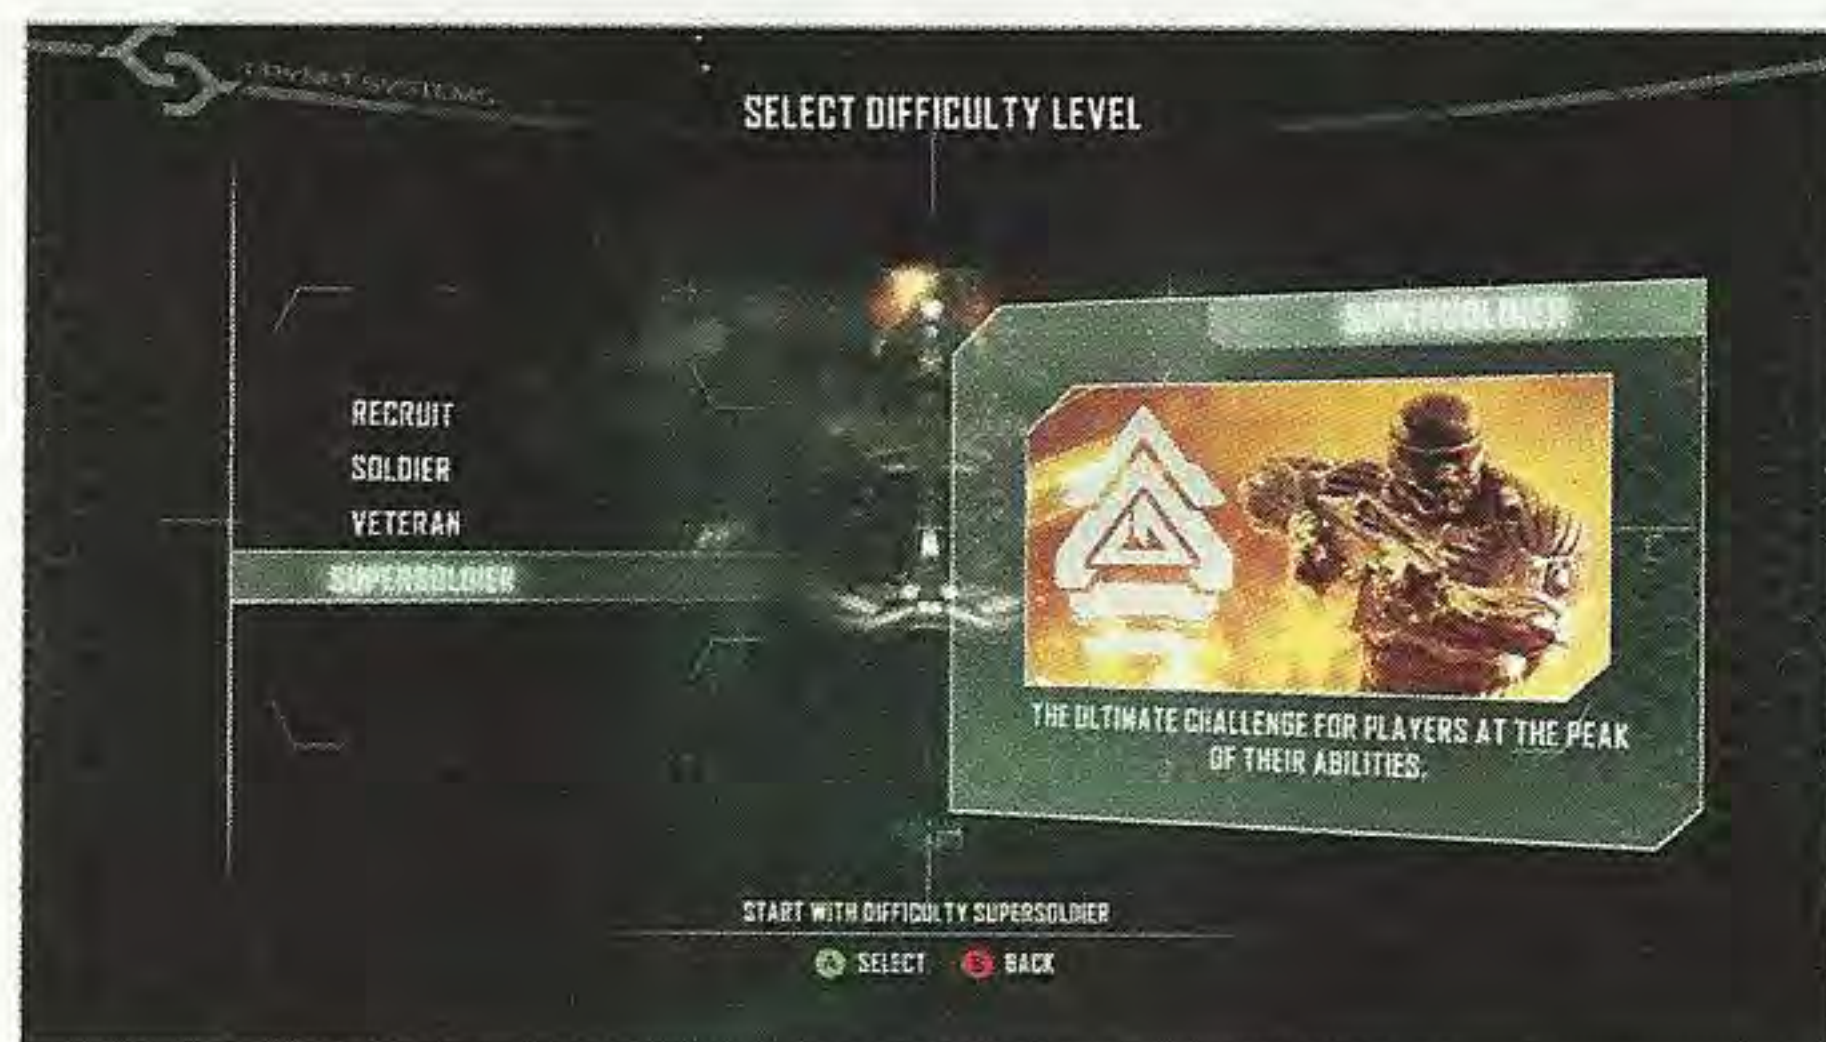 SELECT DIFFICULTY LEVEL
RECRUIT
SOLDIER
VETERAN
SUPERSOLDIER
SUPERSOLDIER
THE ULTIMATE CHALLENGE FOR PLAYERS AT THE PEAK
OF THEIR ABILITIES.
START WITH DIFFICULTY SUPERSOLDIER
A SELECT B BACK